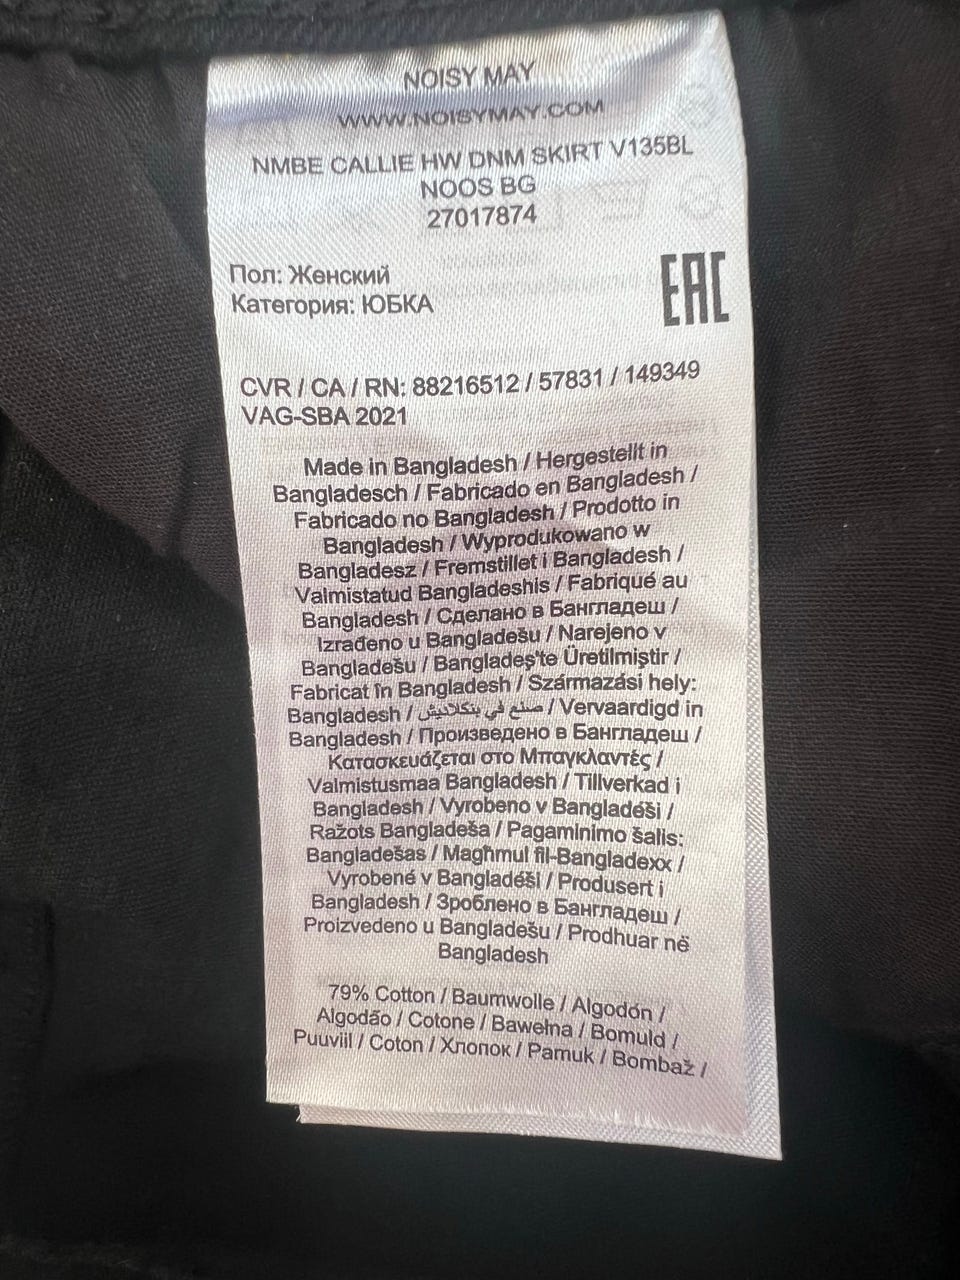 NOISY MAY
WWW.NOISYMAY.COM
NMBE CALLIE HW DNM SKIRT V135BL
NOOS BG
27017874
Пол: Женский
Категория: ЮБКА
EAC
CVR / CA / RN: 88216512 / 57831 / 149349
VAG-SBA 2021
Made in Bangladesh / Hergestellt in
Bangladesch / Fabricado en Bangladesh /
Fabricado no Bangladesh / Prodotto in
Bangladesh / Wyprodukowano w
Bangladesz / Fremstillet i Bangladesh /
Valmistatud Bangladeshis / Fabriqué au
Bangladesh / Сделано в Бангладеш /
Izrađeno u Bangladešu / Narejeno v
Bangladešu / Bangladeş'te Üretilmiştir /
Fabricat în Bangladesh / Származási hely:
Bangladesh / صنع في بنكلاديش / Vervaardigd in
Bangladesh / Произведено в Бангладеш /
Κατασκευάζεται στο Μπαγκλαντές /
Valmistusmaa Bangladesh / Tillverkad i
Bangladesh / Vyrobeno v Bangladéši /
Ražots Bangladeša / Pagaminimo šalis:
Bangladešas / Magħmul fil-Bangladexx /
Vyrobené v Bangladéši / Produsert i
Bangladesh / Зроблено в Бангладеш /
Proizvedeno u Bangladešu / Prodhuar në
Bangladesh
79% Cotton / Baumwolle / Algodón /
Algodão / Cotone / Bawełna / Bomuld /
Puuviil / Coton / Хлопок / Pamuk / Bombaž /